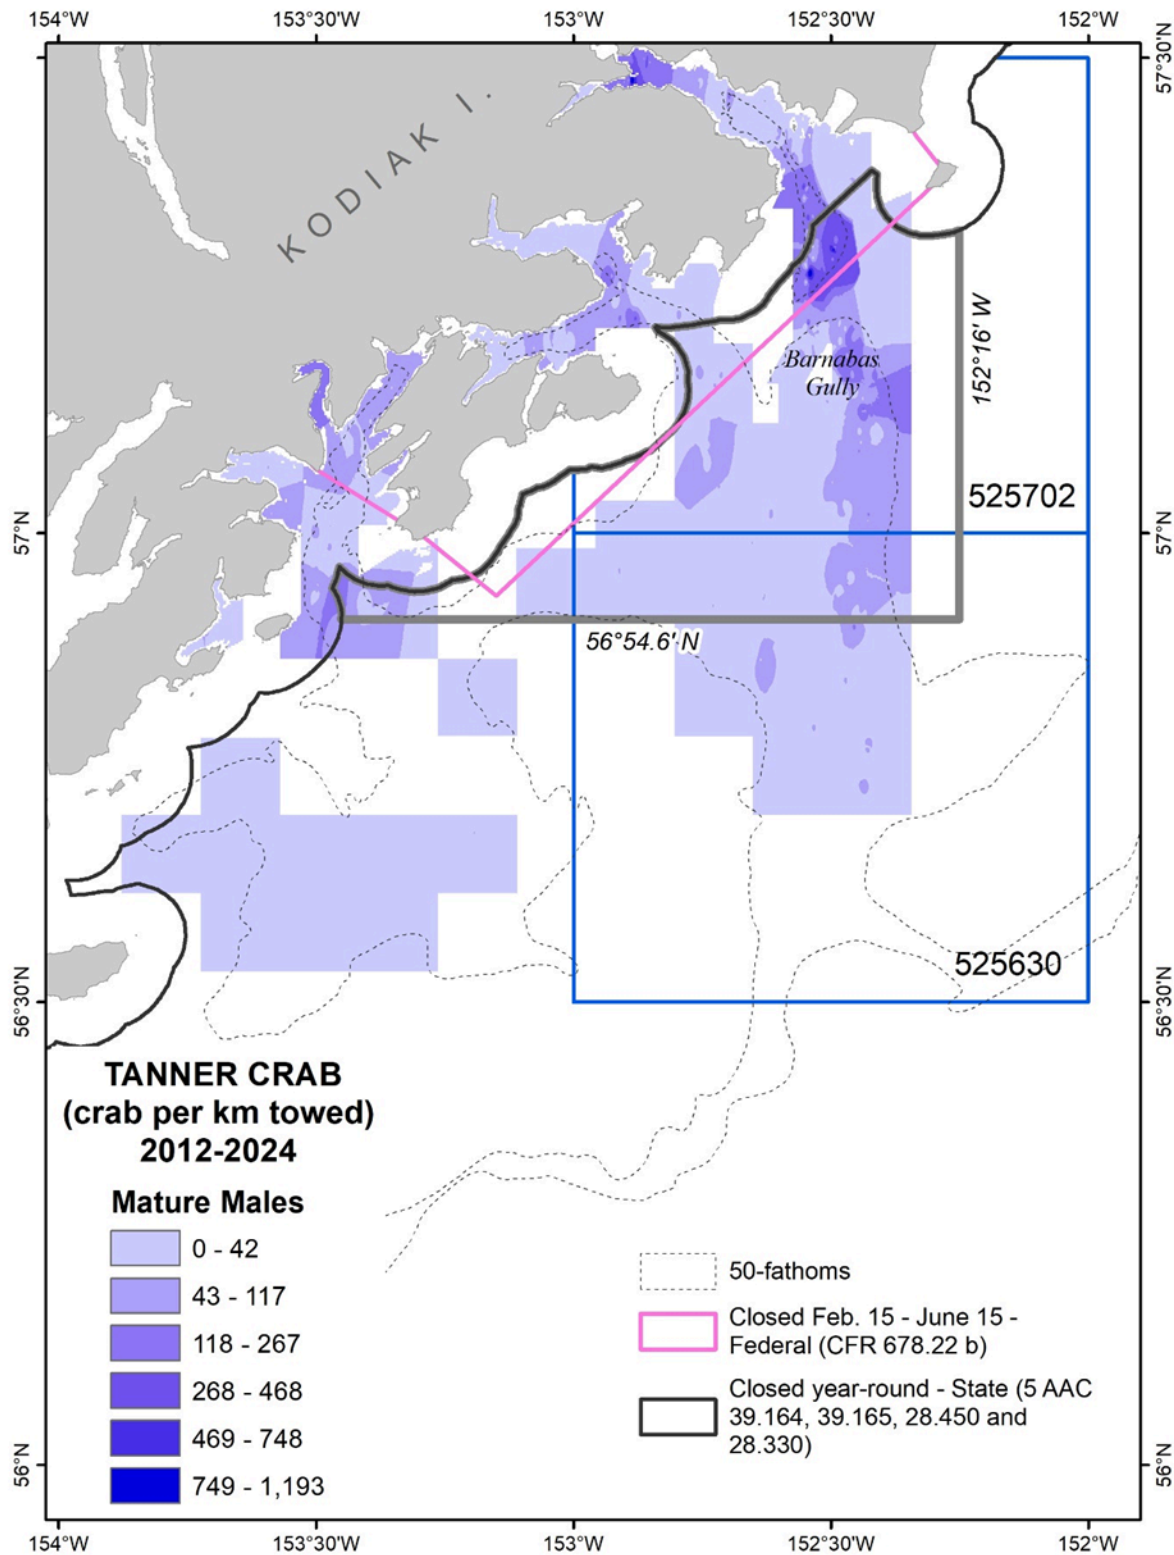 154°W 153°30'W 153°W 152°30'W 152°W
57°30'N
KODIAK I.
Barnabas
Gully
152°16' W
525702
57°N
57°N
56°54.6' N
525630
56°30'N
56°30'N
TANNER CRAB
(crab per km towed)
2012-2024
Mature Males
0 - 42
43 - 117
118 - 267
268 - 468
469 - 748
749 - 1,193
50-fathoms
Closed Feb. 15 - June 15 -
Federal (CFR 678.22 b)
Closed year-round - State (5 AAC
39.164, 39.165, 28.450 and
28.330)
56°N
56°N
154°W 153°30'W 153°W 152°30'W 152°W